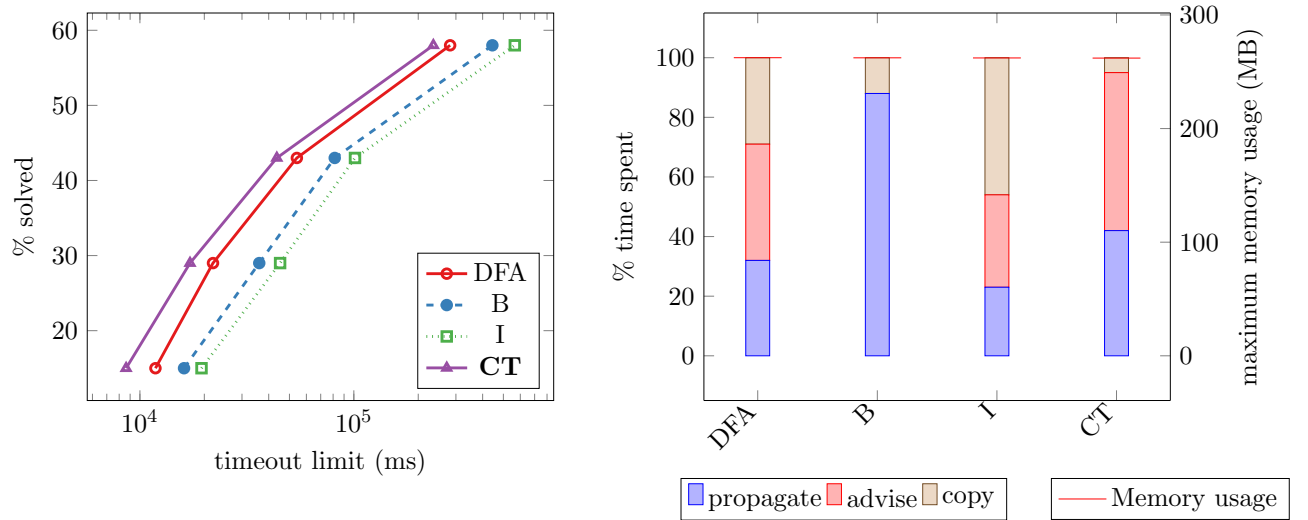 60
50
40
30
20
% solved
10^4
10^5
timeout limit (ms)
DFA
B
I
CT
100
80
60
40
20
0
% time spent
300
200
100
0
maximum memory usage (MB)
DFA
B
I
CT
propagate advise copy
Memory usage